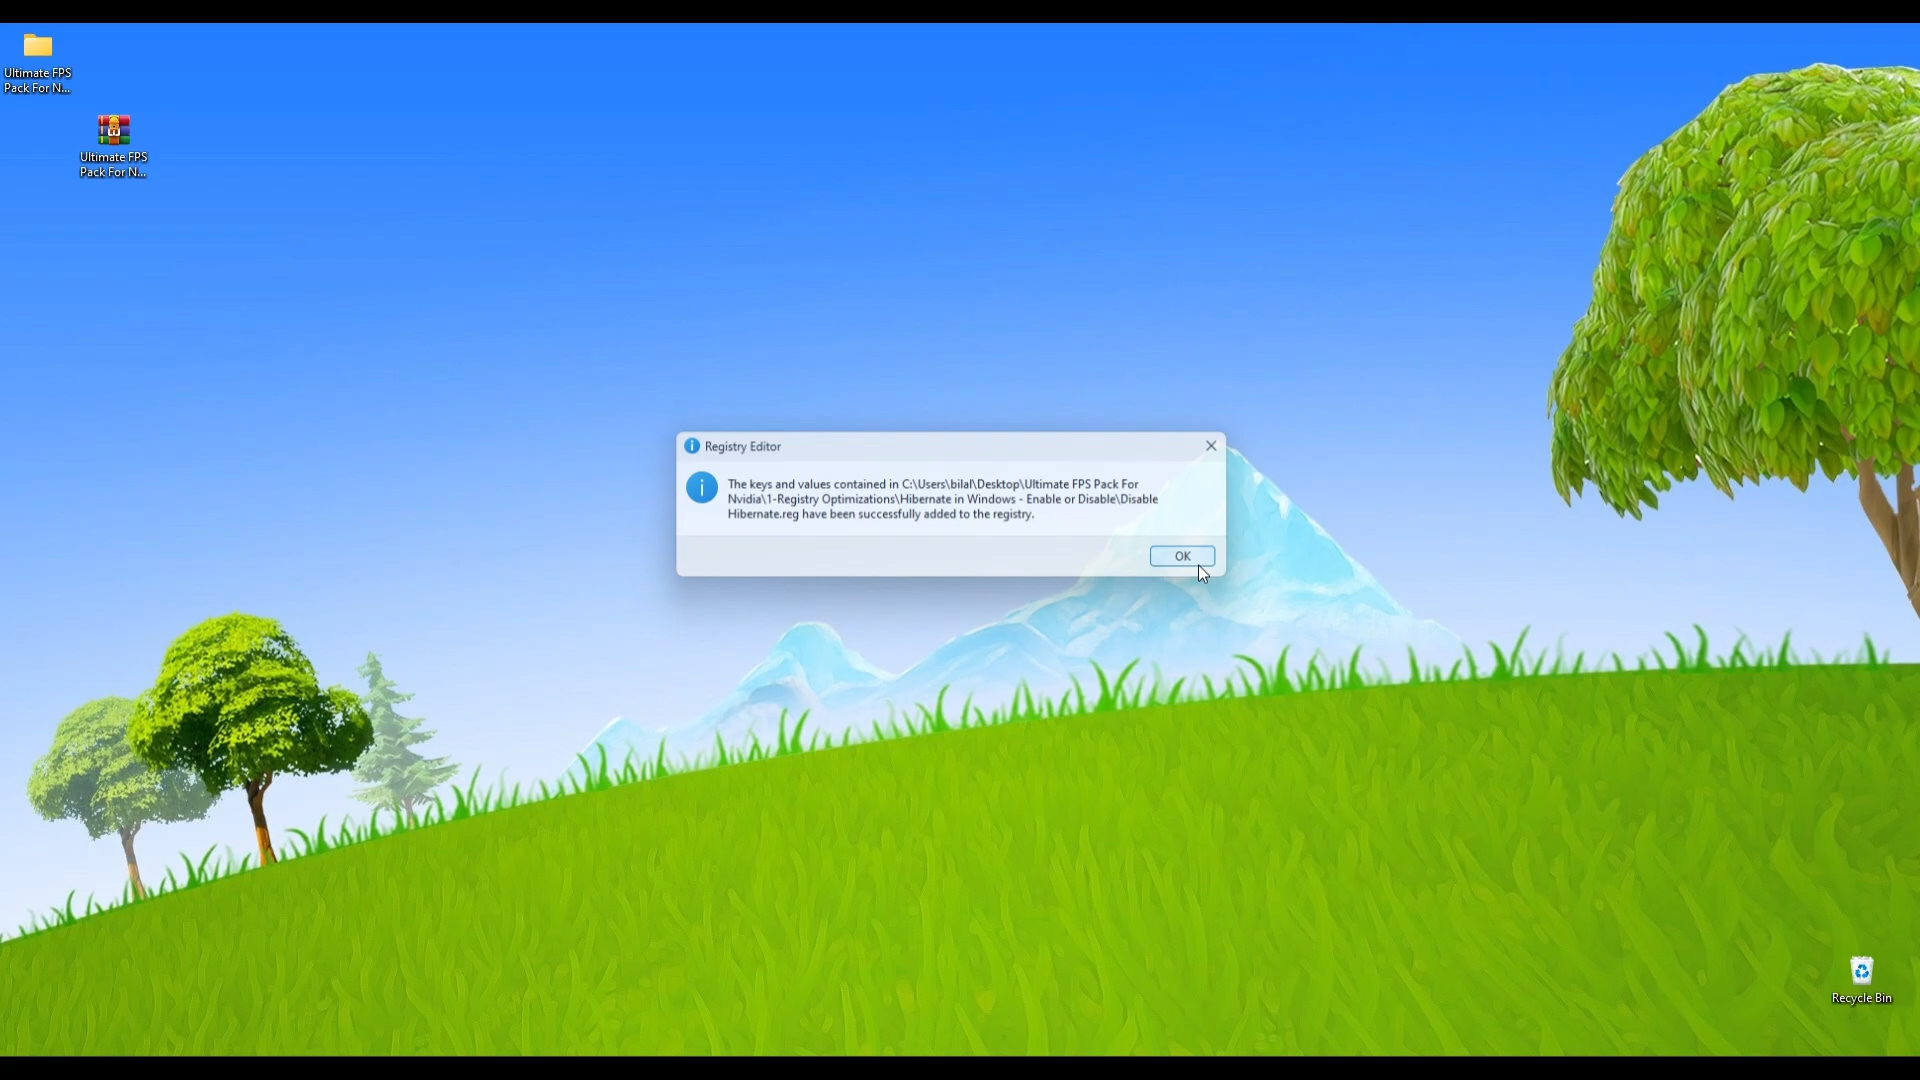 Ultimate FPS
Pack For N...
Ultimate FPS
Pack For N...
Registry Editor
The keys and values contained in C:\Users\bilal\Desktop\Ultimate FPS Pack For
Nvidia\1-Registry Optimizations\Hibernate in Windows - Enable or Disable\Disable
Hibernate.reg have been successfully added to the registry.
OK
Recycle Bin